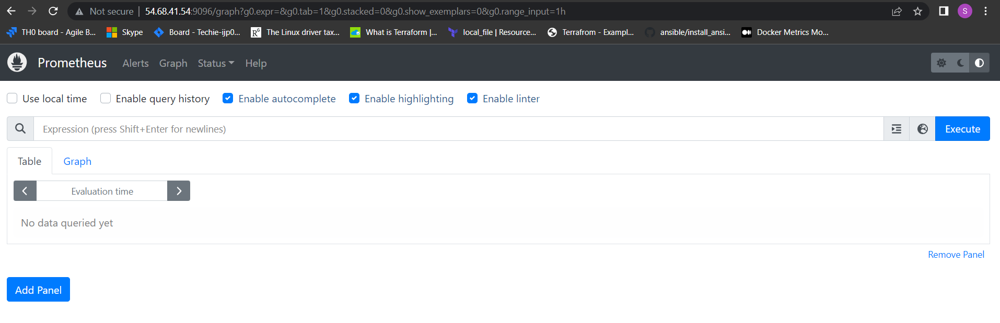 Not secure | 54.68.41.54:9096/graph?g0.expr=&g0.tab=1&g0.stacked=0&g0.show_exemplars=0&g0.range_input=1h
S
TH0 board - Agile B... Skype Board - Techie-ijp0... RG The Linux driver tax... What is Terraform |... local_file | Resource... Terrafrom - Exampl... ansible/install_ansi... Docker Metrics Mo...
Prometheus Alerts Graph Status Help
Use local time Enable query history Enable autocomplete Enable highlighting Enable linter
Expression (press Shift+Enter for newlines) Execute
Table Graph
Evaluation time
No data queried yet
Remove Panel
Add Panel